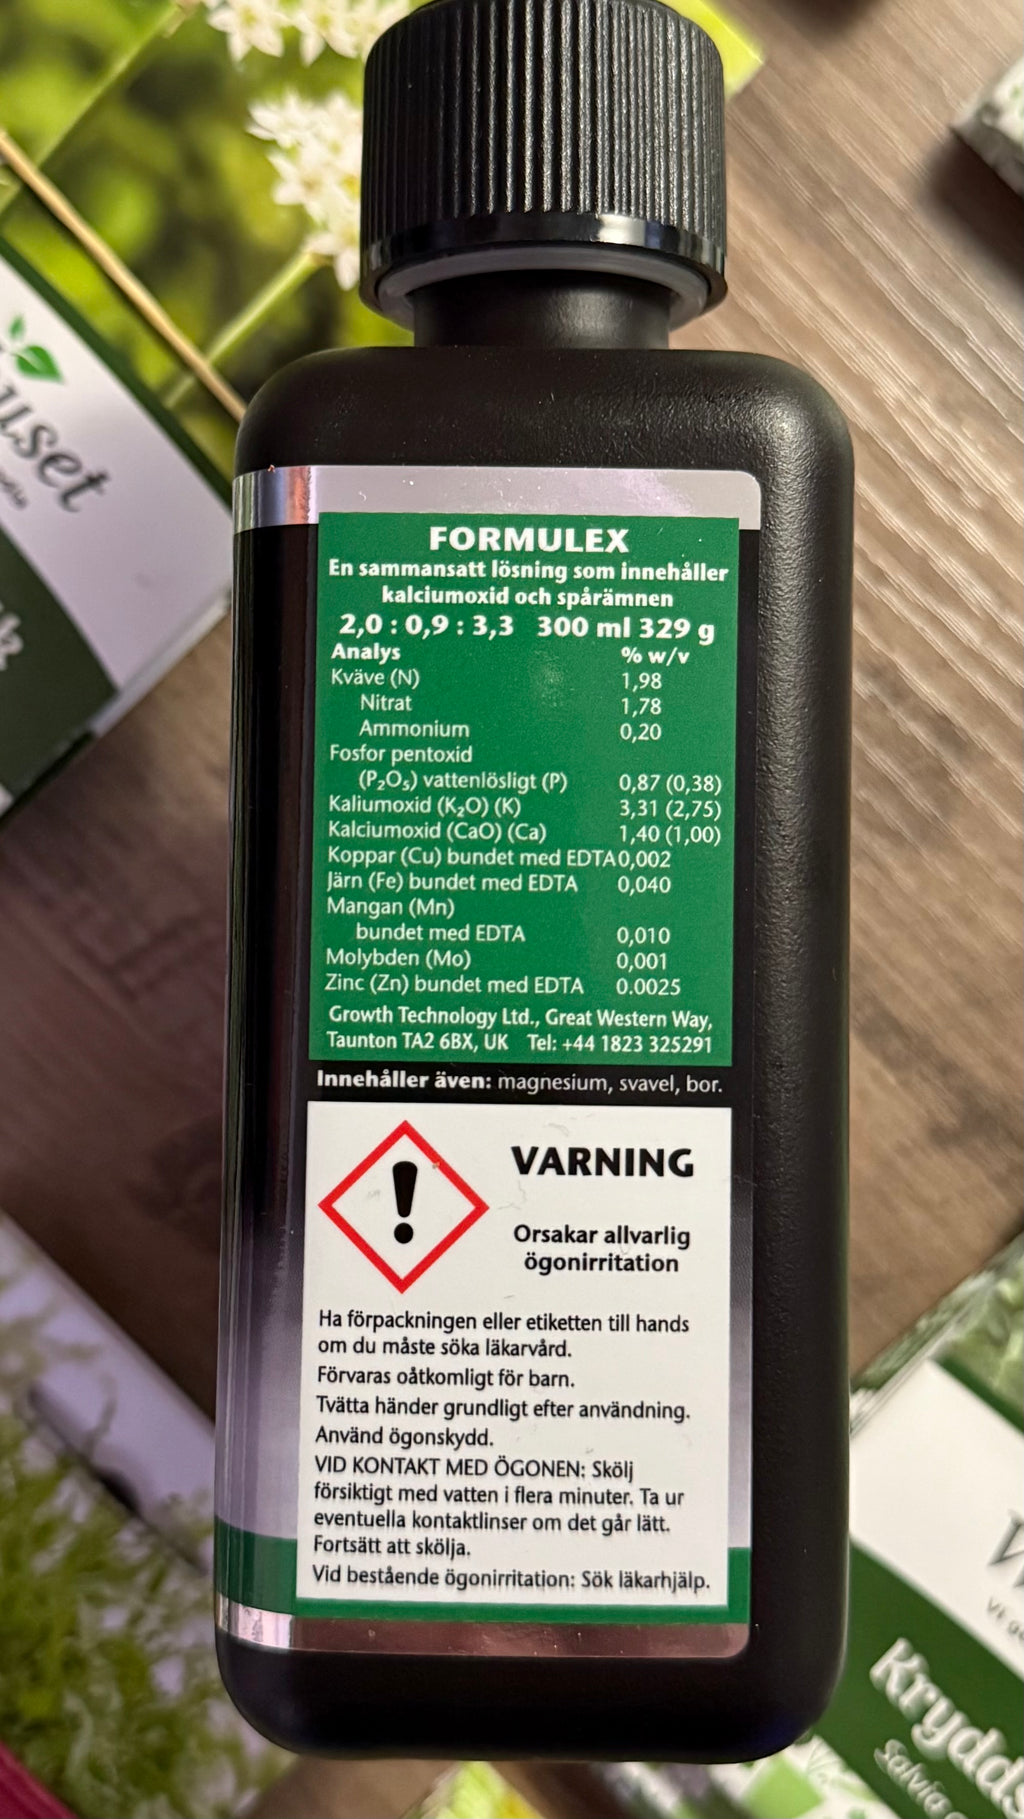 FORMULEX
En sammansatt lösning som innehåller
kalciumoxid och spårämnen
2,0 : 0,9 : 3,3 300 ml 329 g
Analys % w/v
Kväve (N) 1,98
Nitrat 1,78
Ammonium 0,20
Fosfor pentoxid
(P₂O₅) vattenlösligt (P) 0,87 (0,38)
Kaliumoxid (K₂O) (K) 3,31 (2,75)
Kalciumoxid (CaO) (Ca) 1,40 (1,00)
Koppar (Cu) bundet med EDTA 0,002
Järn (Fe) bundet med EDTA 0,040
Mangan (Mn)
bundet med EDTA 0,010
Molybden (Mo) 0,001
Zinc (Zn) bundet med EDTA 0.0025
Growth Technology Ltd., Great Western Way,
Taunton TA2 6BX, UK Tel: +44 1823 325291
Innehåller även: magnesium, svavel, bor.
VARNING
Orsakar allvarlig
ögonirritation
Ha förpackningen eller etiketten till hands
om du måste söka läkarvård.
Förvaras oåtkomligt för barn.
Tvätta händer grundligt efter användning.
Använd ögonskydd.
VID KONTAKT MED ÖGONEN: Skölj
försiktigt med vatten i flera minuter. Ta ur
eventuella kontaktlinser om det går lätt.
Fortsätt att skölja.
Vid bestående ögonirritation: Sök läkarhjälp.
Salvia